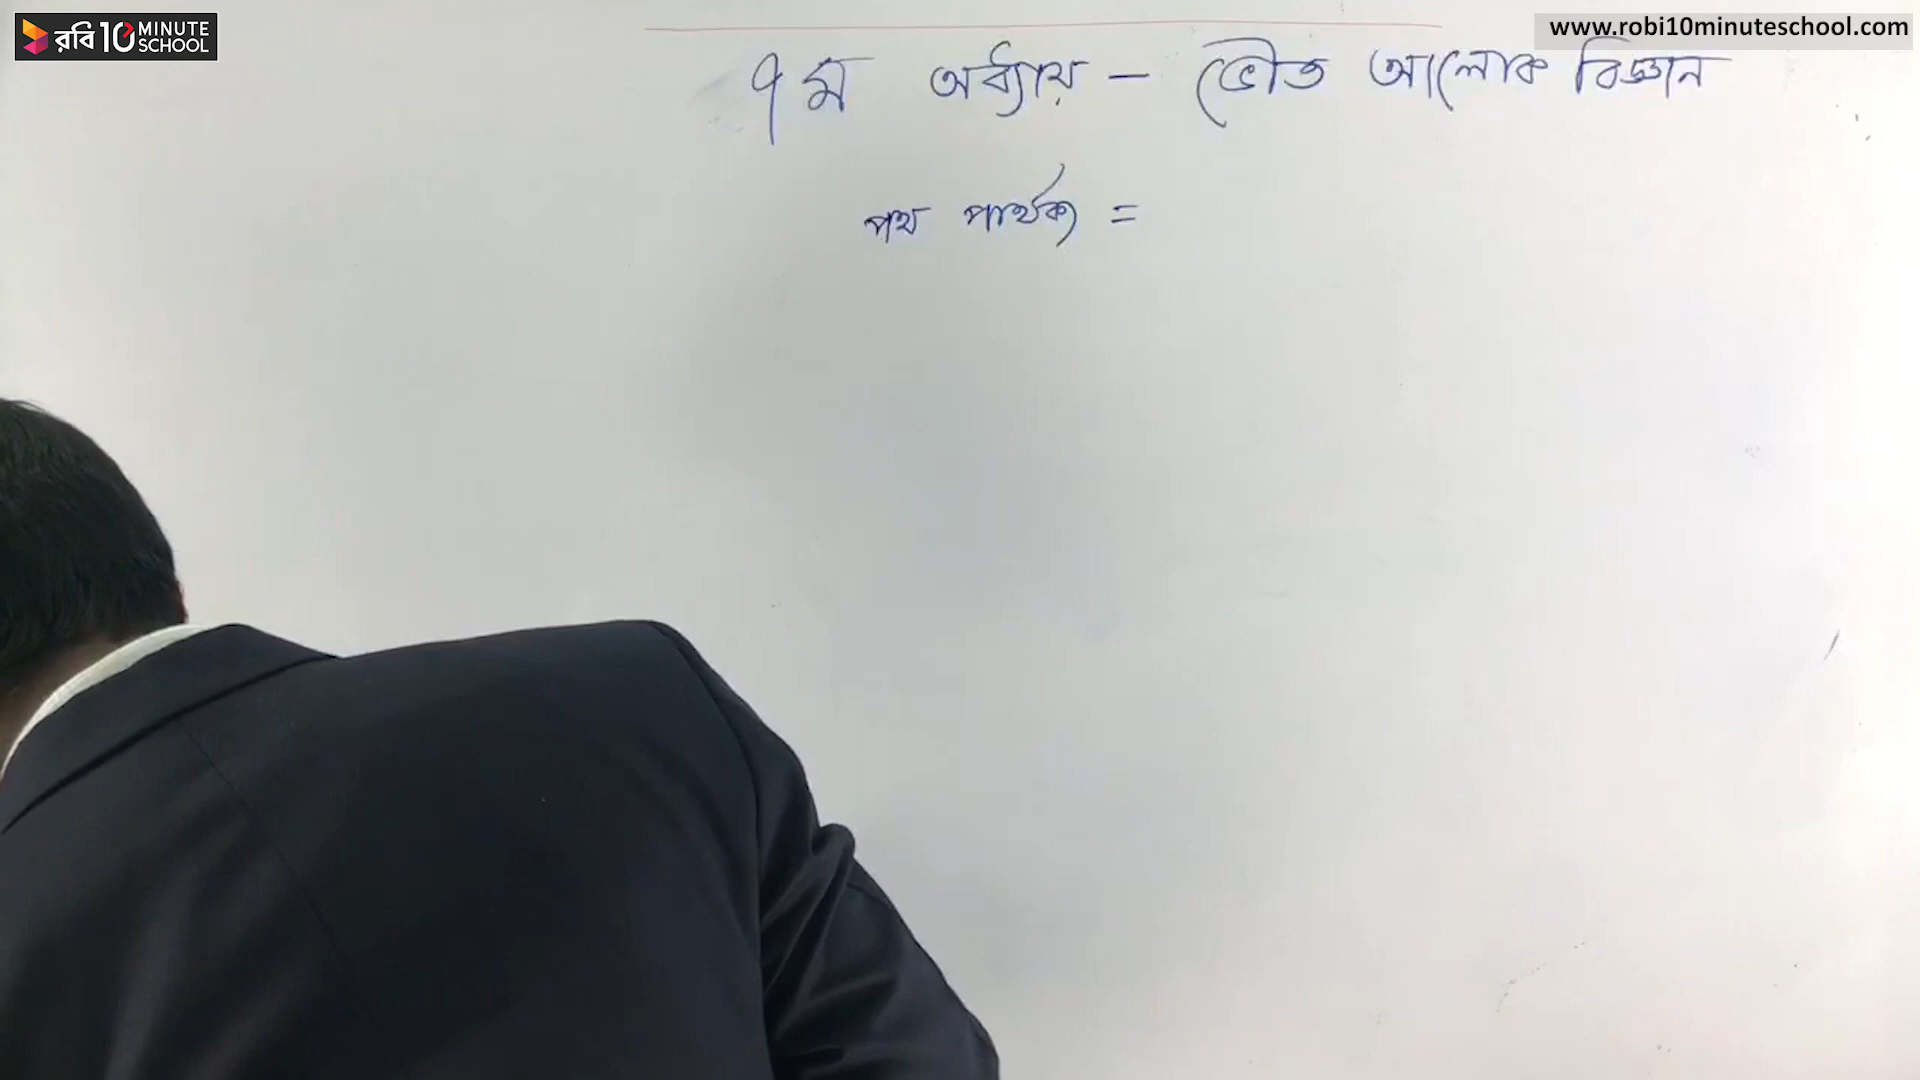 রবি 10 MINUTE SCHOOL
www.robi10minuteschool.com
৭ম অধ্যায় – ভৌত আলোক বিজ্ঞান
পথ পার্থক্য =